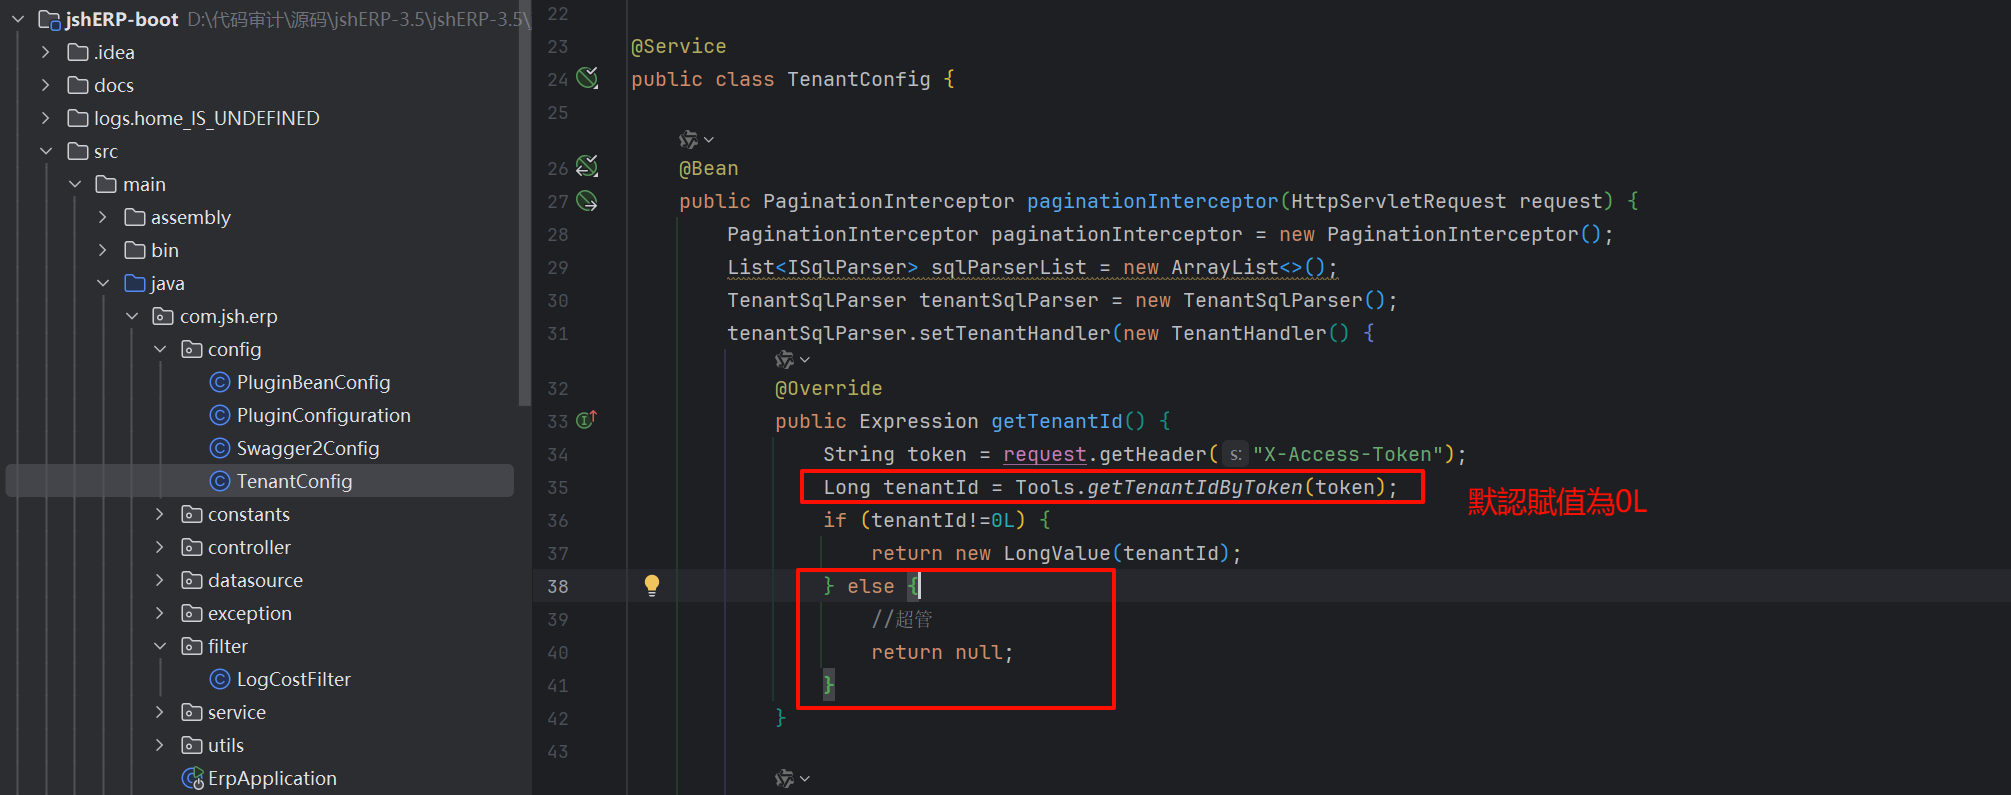 jshERP-boot D:\代码审计\源码\jshERP-3.5\jshERP-3.5\
.idea
docs
logs.home_IS_UNDEFINED
src
main
assembly
bin
java
com.jsh.erp
config
PluginBeanConfig
PluginConfiguration
Swagger2Config
TenantConfig
constants
controller
datasource
exception
filter
LogCostFilter
service
utils
ErpApplication
22
23 @Service
24 public class TenantConfig {
25
26 @Bean
27 public PaginationInterceptor paginationInterceptor(HttpServletRequest request) {
28 PaginationInterceptor paginationInterceptor = new PaginationInterceptor();
29 List<ISqlParser> sqlParserList = new ArrayList<>();
30 TenantSqlParser tenantSqlParser = new TenantSqlParser();
31 tenantSqlParser.setTenantHandler(new TenantHandler() {
32 @Override
33 public Expression getTenantId() {
34 String token = request.getHeader( s: "X-Access-Token");
35 Long tenantId = Tools.getTenantIdByToken(token);
默認賦值為0L
36 if (tenantId!=0L) {
37 return new LongValue(tenantId);
38 } else {
39 //超管
40 return null;
41 }
42 }
43